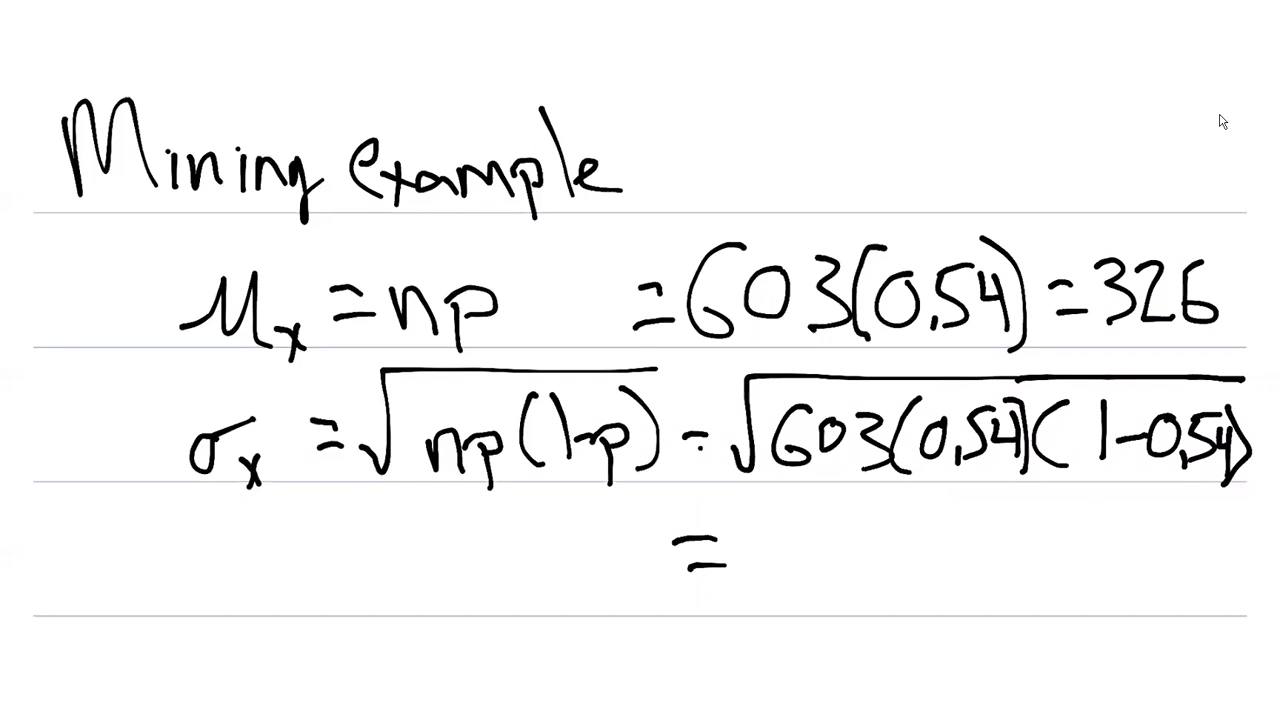 Mining example
μₓ = np = 603(0,54) = 326
σₓ = √np(1-p) = √603(0,54)(1-0,54)
=